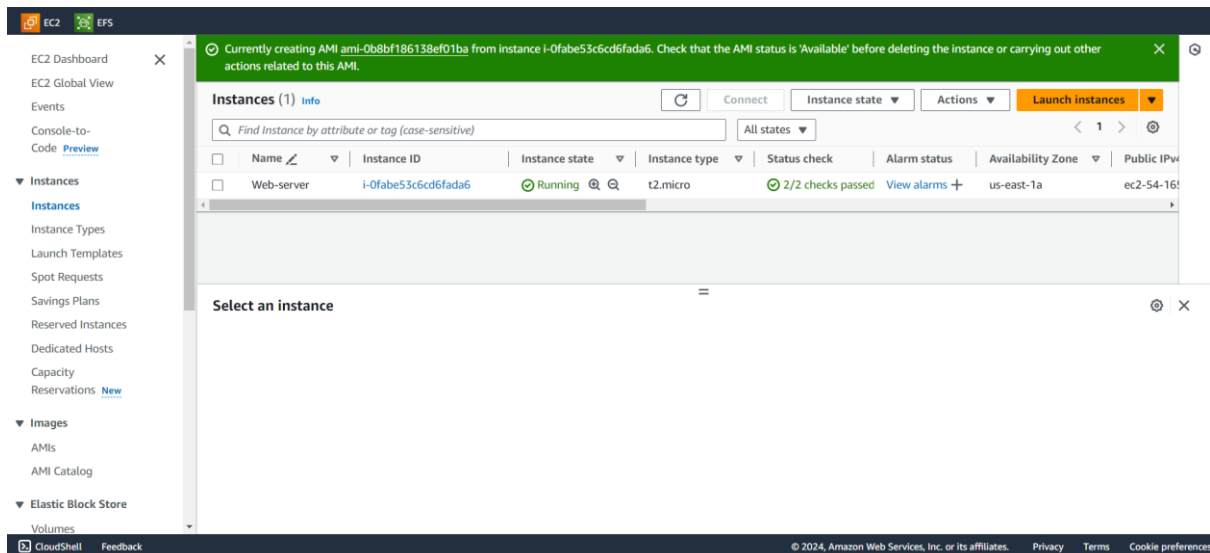 EC2 EFS
EC2 Dashboard
EC2 Global View
Events
Console-to-
Code Preview
Instances
Instances
Instance Types
Launch Templates
Spot Requests
Savings Plans
Reserved Instances
Dedicated Hosts
Capacity
Reservations New
Images
AMIs
AMI Catalog
Elastic Block Store
Volumes
Currently creating AMI ami-0b8bf186138ef01ba from instance i-0fabe53c6cd6fada6. Check that the AMI status is 'Available' before deleting the instance or carrying out other
actions related to this AMI.
Instances (1) Info
Connect Instance state Actions Launch instances
Find Instance by attribute or tag (case-sensitive) All states 1
Name Instance ID Instance state Instance type Status check Alarm status Availability Zone Public IPv4
Web-server i-0fabe53c6cd6fada6 Running t2.micro 2/2 checks passed View alarms us-east-1a ec2-54-165
Select an instance
CloudShell Feedback © 2024, Amazon Web Services, Inc. or its affiliates. Privacy Terms Cookie preferences